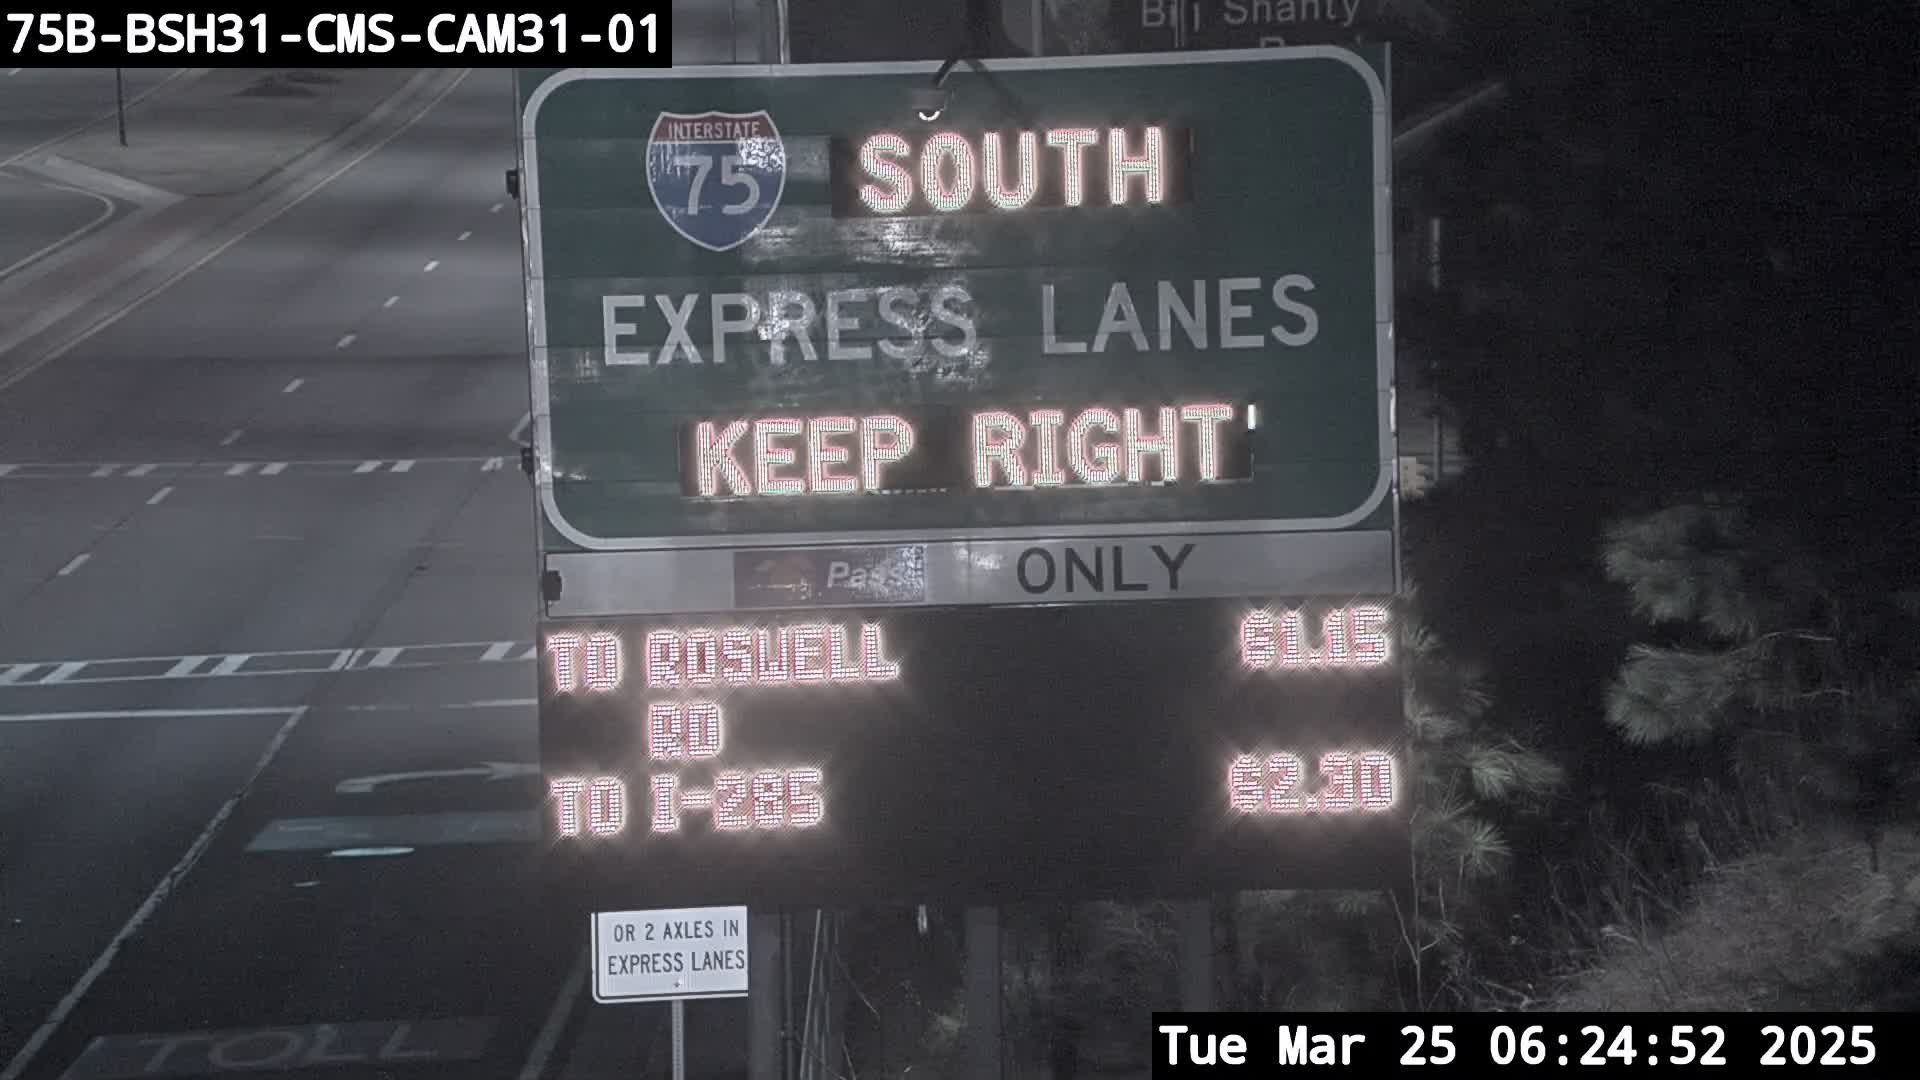 75B-BSH31-CMS-CAM31-01
Shanty
INTERSTATE
75
SOUTH
EXPRESS LANES
KEEP RIGHT
Pass ONLY
TO ROSWELL $1.15
RD
TO I-285 $2.30
OR 2 AXLES IN
EXPRESS LANES
TOLL
Tue Mar 25 06:24:52 2025